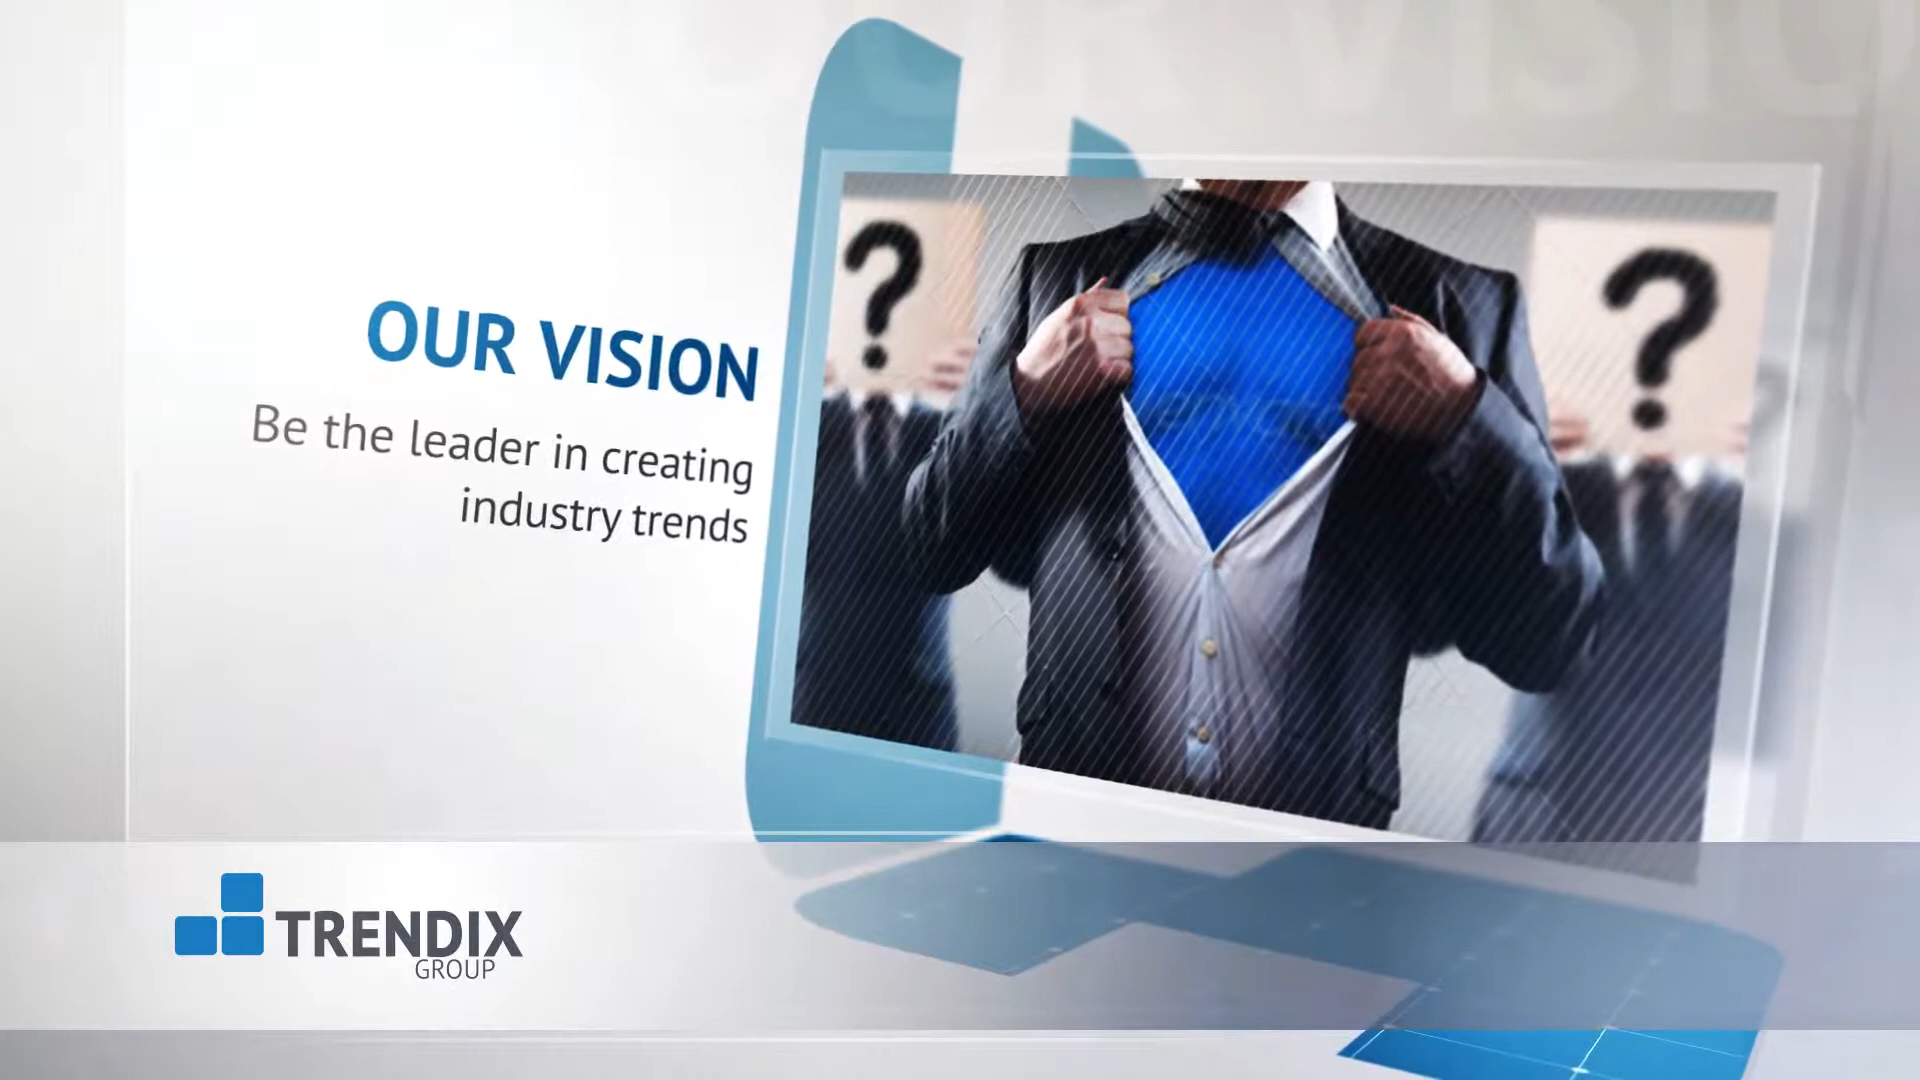 OUR VISION
Be the leader in creating
industry trends
?
?
TRENDIX
GROUP